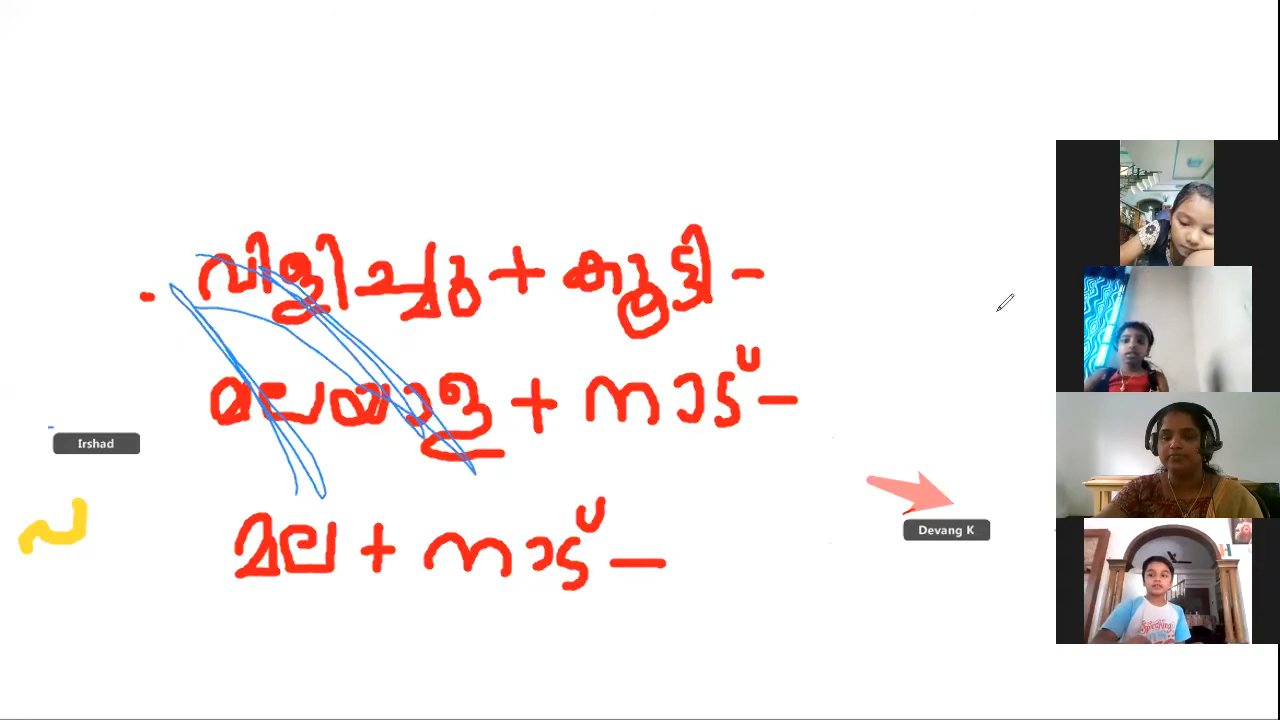 വിളിച്ചു + കൂട്ടി -
മലയാള + നാട് -
Irshad
പ
മല + നാട് -
Devang K